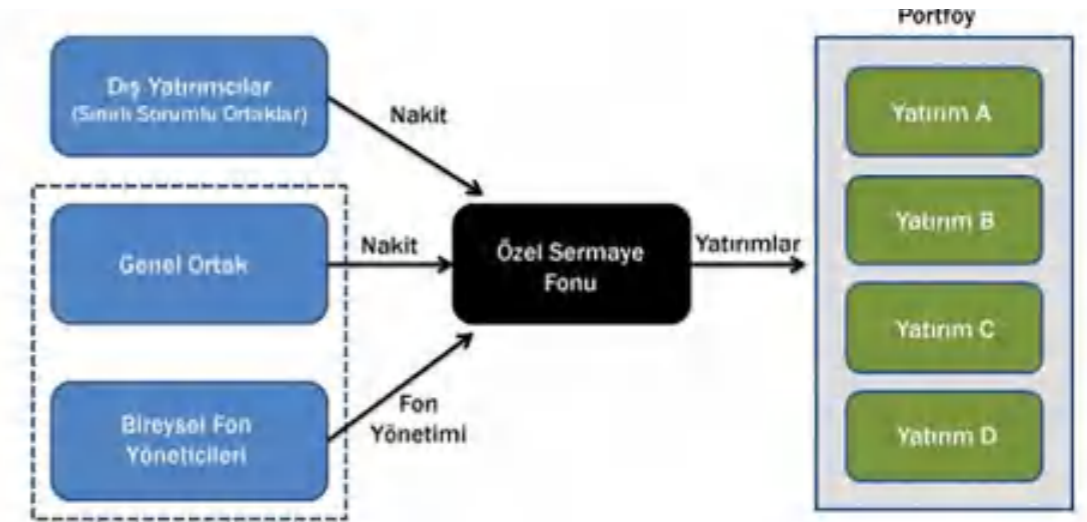 Portföy
Dış Yatırımcılar
(Sınırlı Sorumlu Ortaklar)
Nakit
Genel Ortak
Nakit
Bireysel Fon
Yöneticileri
Fon
Yönetimi
Özel Sermaye
Fonu
Yatırımlar
Yatırım A
Yatırım B
Yatırım C
Yatırım D